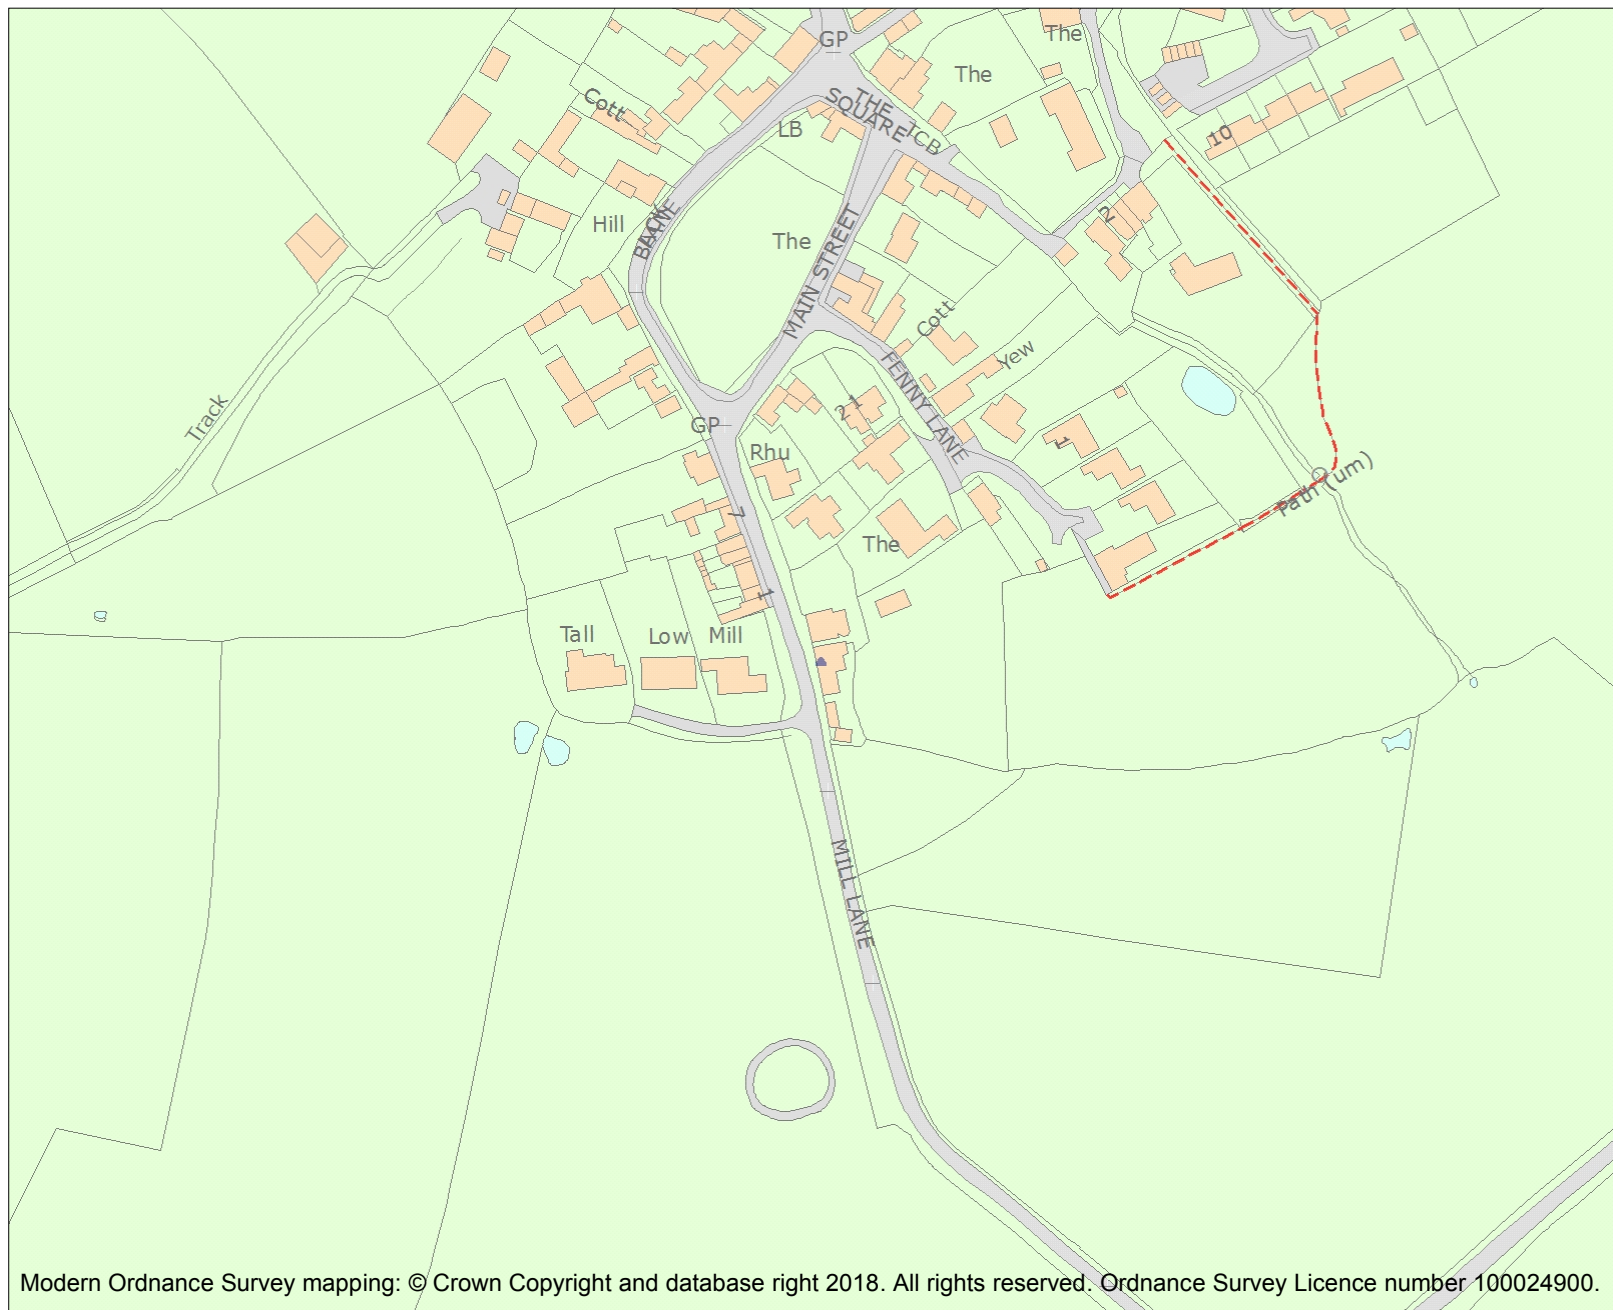 GP
The
The
Cott
THE SQUARE
LB
TCB
10
2
Hill
BACK LANE
The
MAIN STREET
Cott
Yew
FENNY LANE
Track
2 1
GP
Rhu
1
Path (um)
7
The
1
Tall
Low
Mill
MILL LANE
Modern Ordnance Survey mapping: © Crown Copyright and database right 2018. All rights reserved. Ordnance Survey Licence number 100024900.